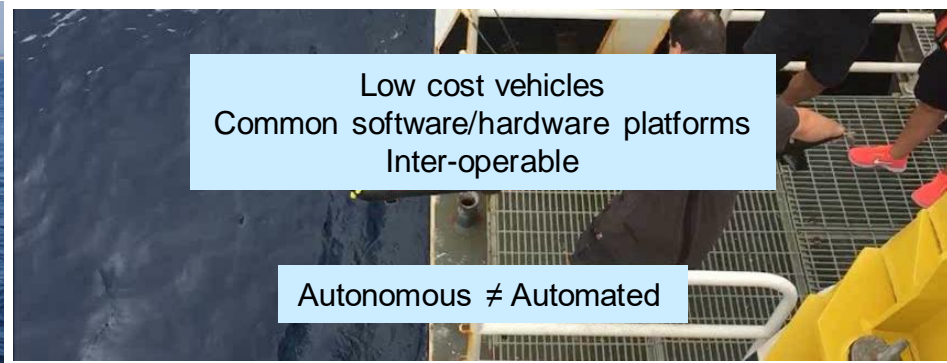 Low cost vehicles
Common software/hardware platforms
Inter-operable
Autonomous ≠ Automated